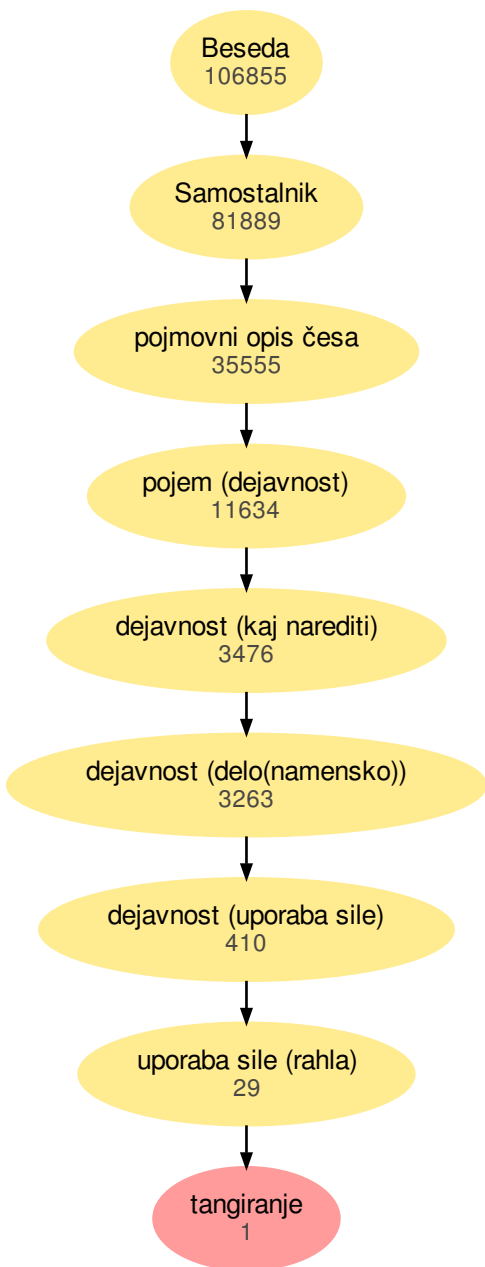 Beseda
106855
Samostalnik
81889
pojmovni opis česa
35555
pojem (dejavnost)
11634
dejavnost (kaj narediti)
3476
dejavnost (delo(namensko))
3263
dejavnost (uporaba sile)
410
uporaba sile (rahla)
29
tangiranje
1